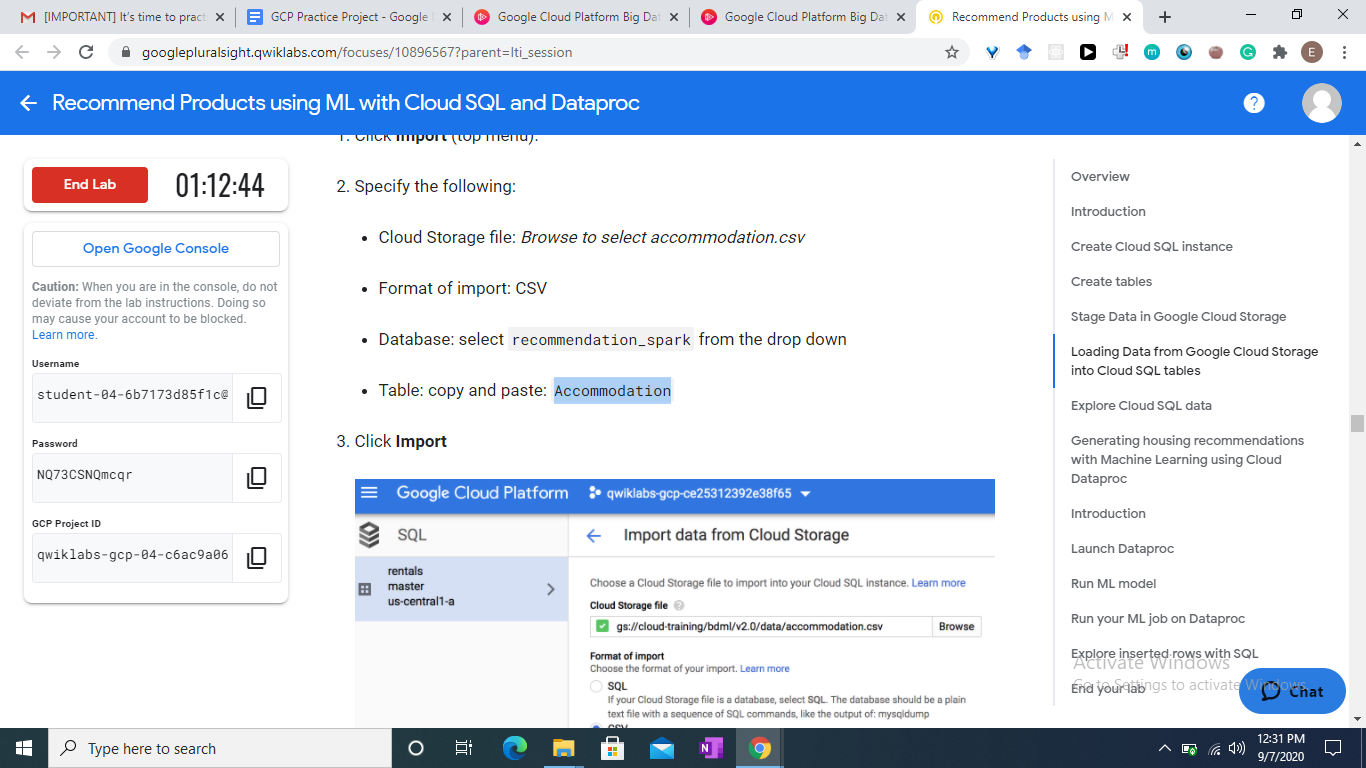 [IMPORTANT] It's time to pract
GCP Practice Project - Google
Google Cloud Platform Big Dat
Google Cloud Platform Big Dat
Recommend Products using M
googlepluralsight.qwiklabs.com/focuses/10896567?parent=lti_session
E
Recommend Products using ML with Cloud SQL and Dataproc
1. Click Import (top menu).
End Lab
01:12:44
Open Google Console
Caution: When you are in the console, do not
deviate from the lab instructions. Doing so
may cause your account to be blocked.
Learn more.
Username
student-04-6b7173d85f1c@
Password
NQ73CSNQmcqr
GCP Project ID
qwiklabs-gcp-04-c6ac9a06
2. Specify the following:
• Cloud Storage file: Browse to select accommodation.csv
• Format of import: CSV
• Database: select recommendation_spark from the drop down
• Table: copy and paste: Accommodation
3. Click Import
Google Cloud Platform
qwiklabs-gcp-ce25312392e38f65
SQL
Import data from Cloud Storage
rentals
master
us-central1-a
Choose a Cloud Storage file to import into your Cloud SQL instance. Learn more
Cloud Storage file
gs://cloud-training/bdml/v2.0/data/accommodation.csv
Browse
Format of import
Choose the format of your import. Learn more
SQL
If your Cloud Storage file is a database, select SQL. The database should be a plain
text file with a sequence of SQL commands, like the output of: mysqldump
CSV
Overview
Introduction
Create Cloud SQL instance
Create tables
Stage Data in Google Cloud Storage
Loading Data from Google Cloud Storage
into Cloud SQL tables
Explore Cloud SQL data
Generating housing recommendations
with Machine Learning using Cloud
Dataproc
Introduction
Launch Dataproc
Run ML model
Run your ML job on Dataproc
Explore inserted rows with SQL
End your lab
Activate Windows
Go to Settings to activate Windows.
Chat
Type here to search
12:31 PM
9/7/2020